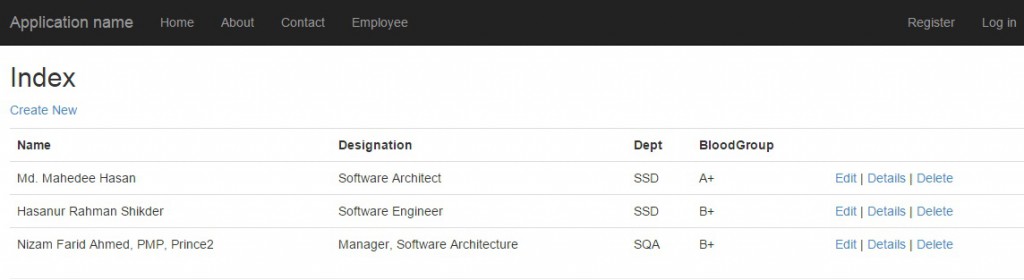 Application name Home About Contact Employee Register Log in
Index
Create New
Name Designation Dept BloodGroup
Md. Mahedee Hasan Software Architect SSD A+ Edit | Details | Delete
Hasanur Rahman Shikder Software Engineer SSD B+ Edit | Details | Delete
Nizam Farid Ahmed, PMP, Prince2 Manager, Software Architecture SQA B+ Edit | Details | Delete